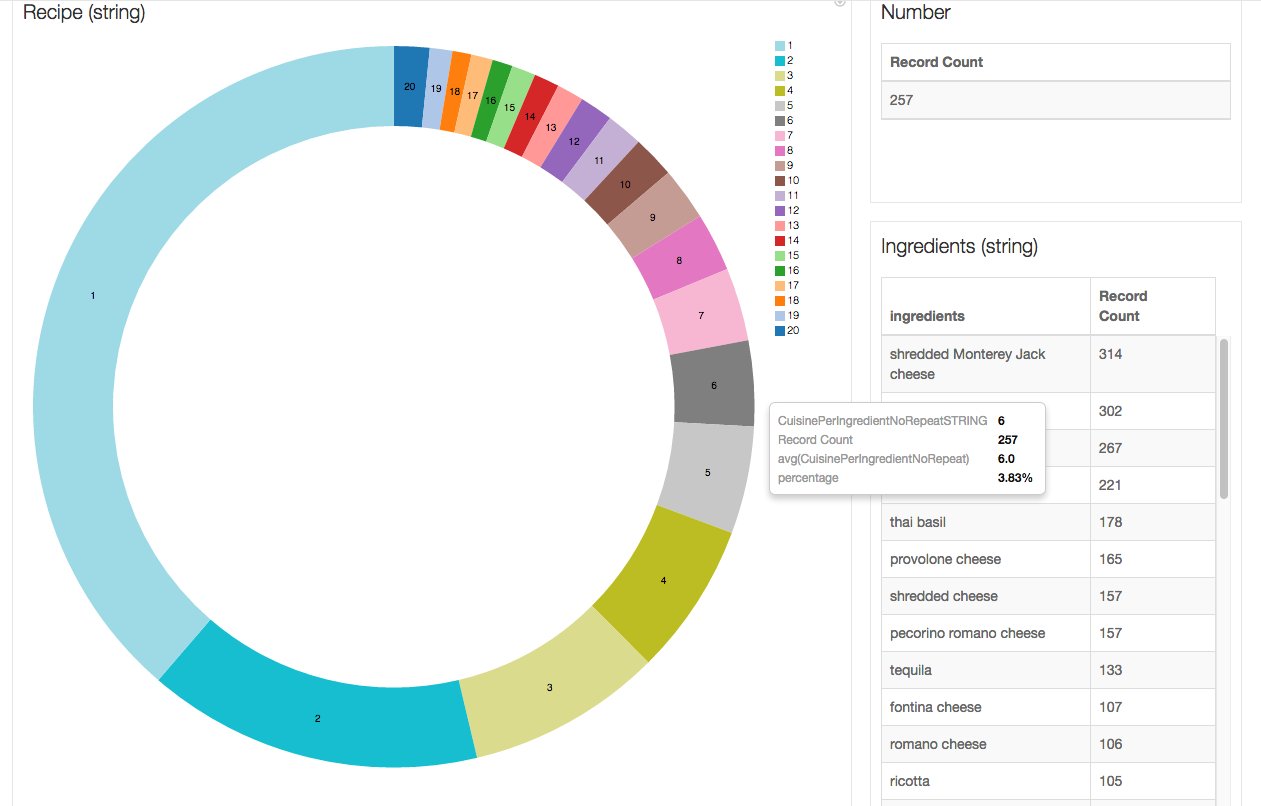 Recipe (string)
20
19
18
17
16
15
14
13
12
11
10
9
8
7
6
5
4
3
2
1
1
2
3
4
5
6
7
8
9
10
11
12
13
14
15
16
17
18
19
20
CuisinePerIngredientNoRepeatSTRING 6
Record Count 257
avg(CuisinePerIngredientNoRepeat) 6.0
percentage 3.83%
Number
Record Count
257
Ingredients (string)
ingredients Record Count
shredded Monterey Jack cheese 314
302
267
221
thai basil 178
provolone cheese 165
shredded cheese 157
pecorino romano cheese 157
tequila 133
fontina cheese 107
romano cheese 106
ricotta 105